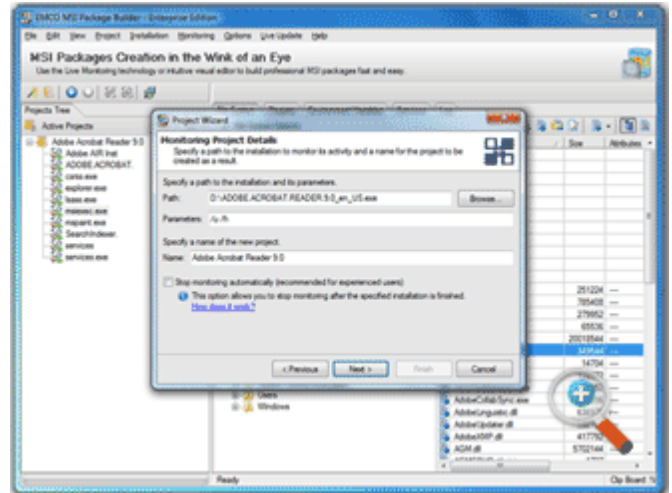 EMCO MSI Package Builder - Enterprise Edition
File Edit View Project Installation Monitoring Options Live Update Help
MSI Packages Creation in the Wink of an Eye
Use the Live Monitoring technology or intuitive visual editor to build professional MSI packages fast and easy.
Projects Tree
Active Projects
Adobe Acrobat Reader 9.0
Adobe AIR Inst
ADOBE.ACROBAT.
explorer.exe
msiexec.exe
mspaint.exe
SearchIndexer.
services
services.exe
Project Wizard
Monitoring Project Details
Specify a path to the installation to monitor its activity and a name for the project to be
created as a result.
Specify a path to the installation and its parameters.
Path: D:\ADOBE.ACROBAT.READER.9.0_en_US.exe Browse...
Parameters:
Specify a name of the new project.
Name: Adobe Acrobat Reader 9.0
Stop monitoring automatically (recommended for experienced users)
This option allows you to stop monitoring after the specified installation is finished.
How does it work?
< Previous Next > Finish Cancel
Size Attributes
251224 ---
785408 ---
279952 ---
65536 ---
20018544 ---
349544 ---
14704 ---
Users
Windows
AdobeCollabSync.exe
AdobeLinguistic.dll
AdobeUpdater.dll
AdobeXMP.dll 417792
AGM.dll 5702144 ---
Ready
Clip Board